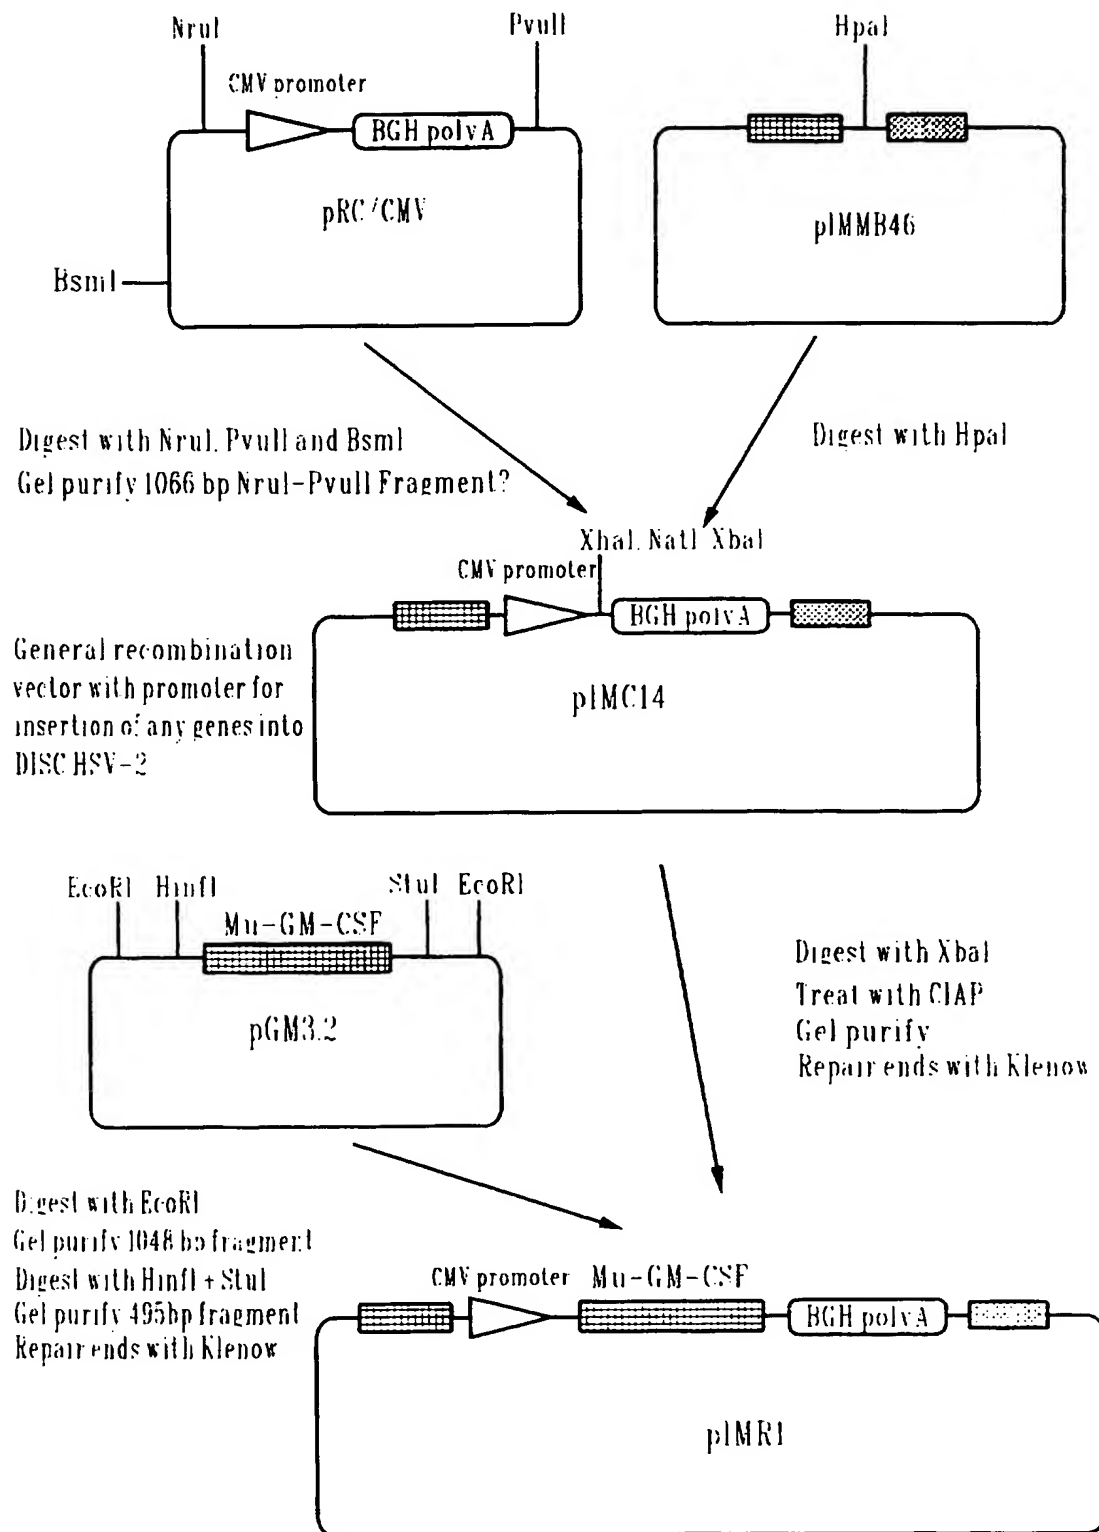 NruI
PvuII
HpaI
CMV promoter
BGH polyA
pRC/CMV
pIMMB46
BsmI
Digest with NruI, PvuII and BsmI
Gel purify 1066 bp NruI-PvuII Fragment?
Digest with HpaI
XhaI. NatI XbaI
CMV promoter
BGH polyA
General recombination
vector with promoter for
insertion of any genes into
DISC HSV-2
pIMC14
EcoRI HinfI
StuI EcoRI
Mu-GM-CSF
pGM3.2
Digest with XbaI
Treat with CIAP
Gel purify
Repair ends with Klenow
Digest with EcoRI
Gel purify 1048 bp fragment
Digest with HinfI + StuI
Gel purify 495bp fragment
Repair ends with Klenow
CMV promoter
Mu-GM-CSF
BGH polyA
pIMR1